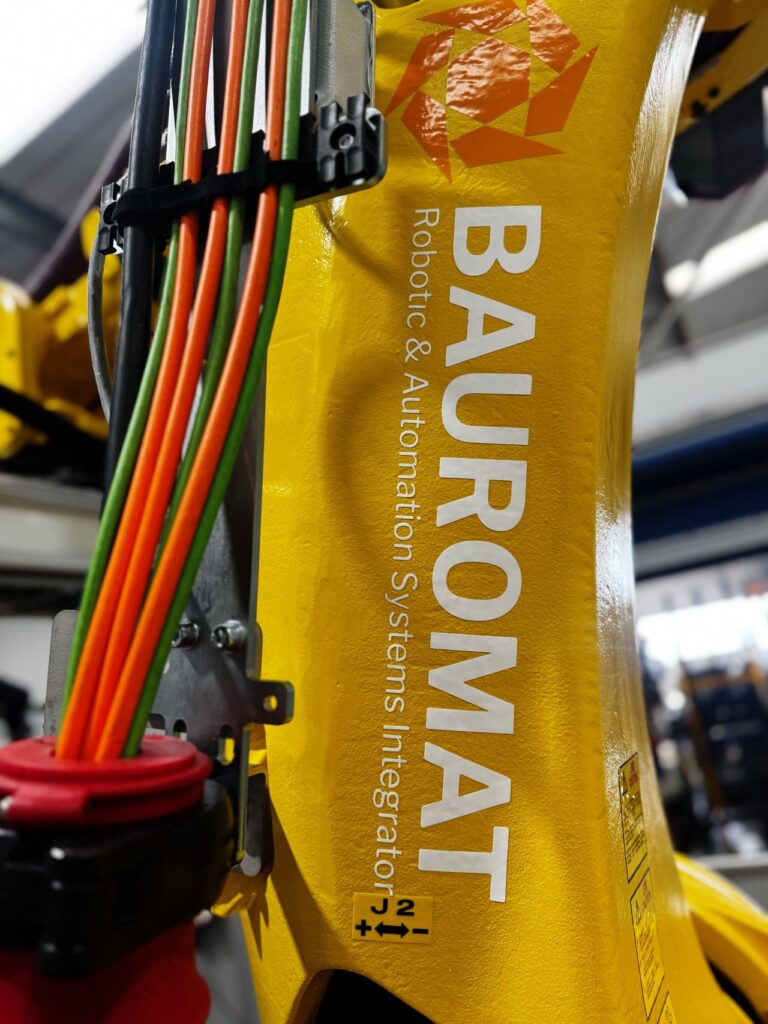 BAUROMAT
Robotic & Automation Systems Integrator
J2
+ -